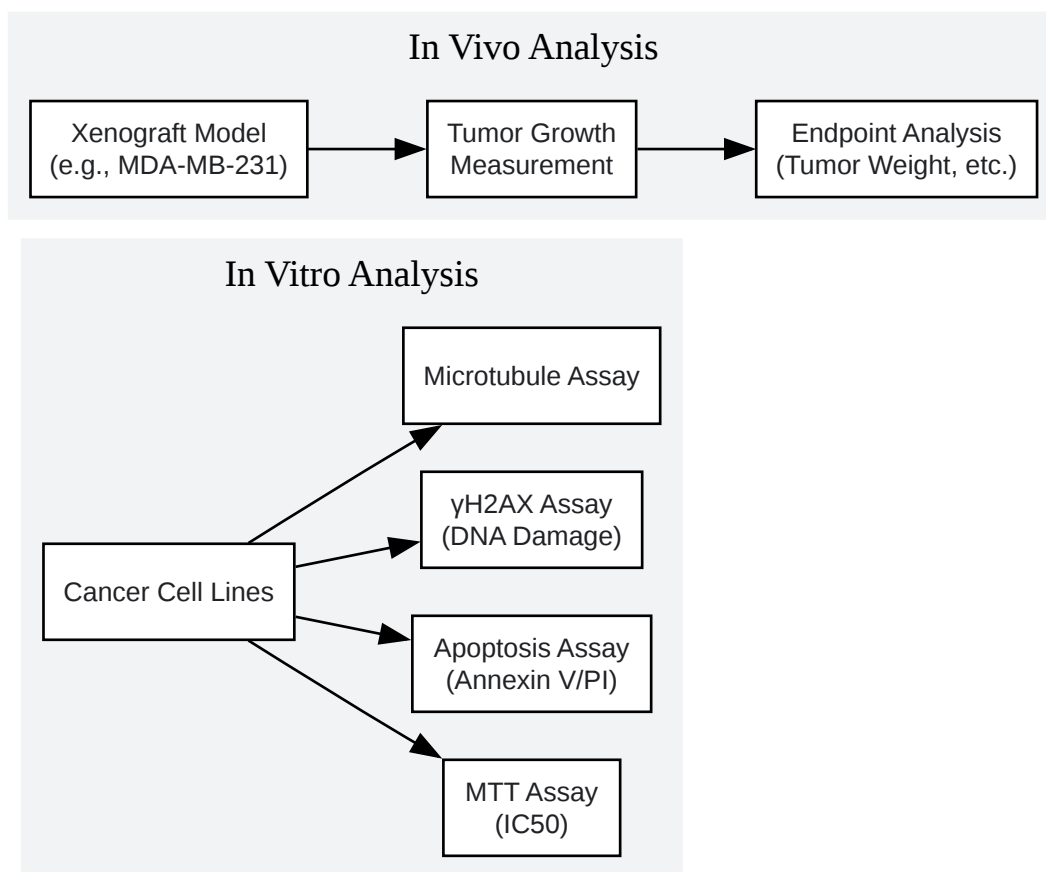 In Vivo Analysis
Xenograft Model
(e.g., MDA-MB-231)
Tumor Growth
Measurement
Endpoint Analysis
(Tumor Weight, etc.)
In Vitro Analysis
Microtubule Assay
γH2AX Assay
(DNA Damage)
Cancer Cell Lines
Apoptosis Assay
(Annexin V/PI)
MTT Assay
(IC50)